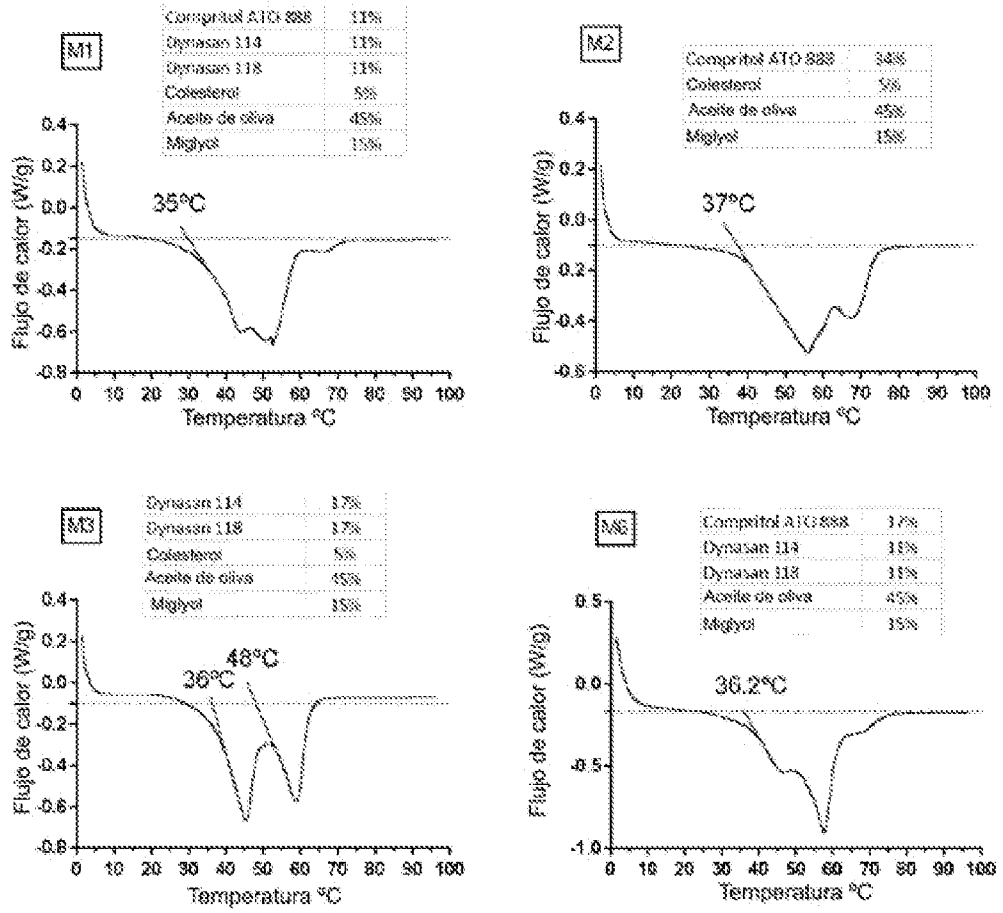 M1
Compritol ATO 888 11%
Dynasan 114 11%
Dynasan 118 11%
Colesterol 5%
Aceite de oliva 45%
Miglyol 15%
35ºC
Flujo de calor (W/g)
0.4
0.2
0.0
-0.2
-0.4
-0.6
-0.8
0 10 20 30 40 50 60 70 80 90 100
Temperatura ºC
M2
Compritol ATO 888 34%
Colesterol 5%
Aceite de oliva 45%
Miglyol 15%
37ºC
Flujo de calor (W/g)
0.4
0.2
0.0
0.2
-0.4
-0.6
0 10 20 30 40 50 60 70 80 90 100
Temperatura ºC
M3
Dynasan 114 17%
Dynasan 118 17%
Colesterol 5%
Aceite de oliva 45%
Miglyol 15%
36ºC
48ºC
Flujo de calor (W/g)
0.4
0.2
0.0
-0.2
-0.4
-0.6
-0.8
0 10 20 30 40 50 60 70 80 90 100
Temperatura ºC
M6
Compritol ATO 888 17%
Dynasan 114 11%
Dynasan 118 11%
Aceite de oliva 45%
Miglyol 15%
36.2ºC
Flujo de calor (W/g)
0.5
0.0
-0.5
-1.0
0 10 20 30 40 50 60 70 80 90 100
Temperatura ºC